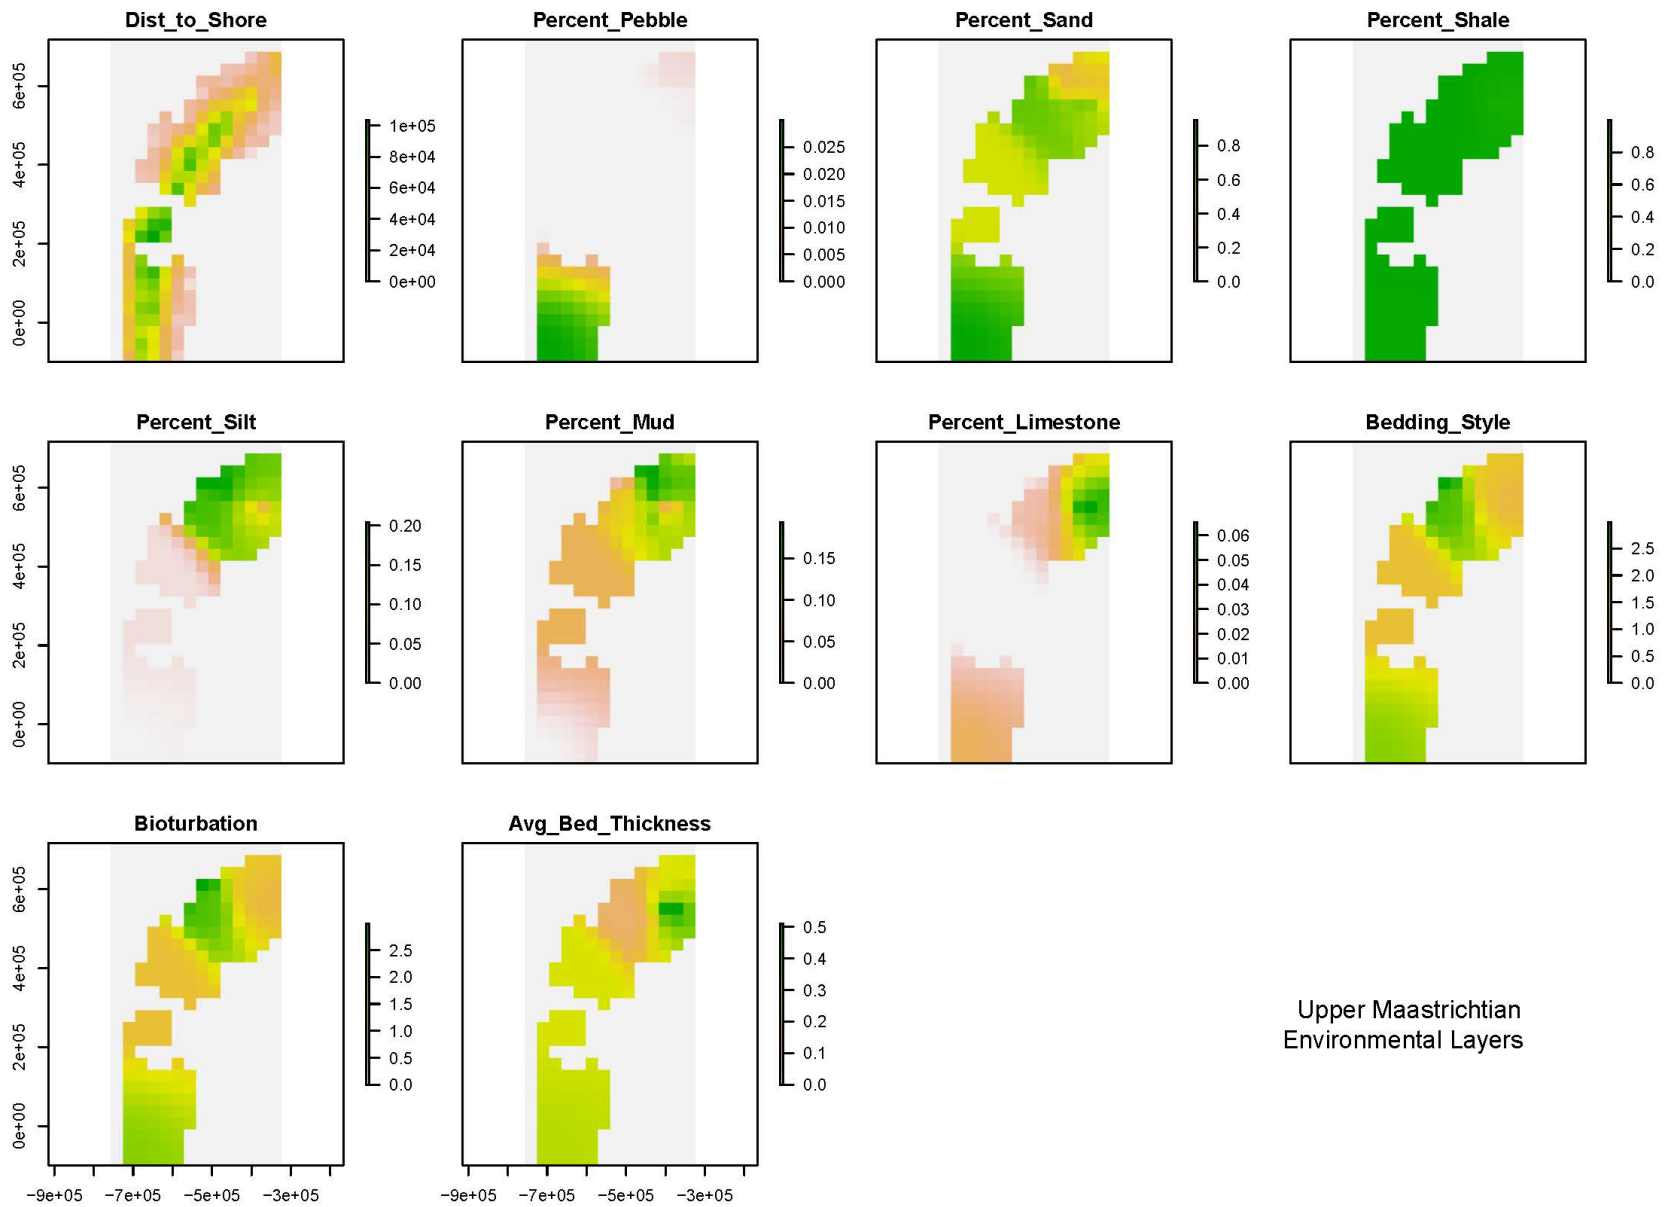 Dist_to_Shore
Percent_Pebble
Percent_Sand
Percent_Shale
6e+05
4e+05
2e+05
0e+00
1e+05
8e+04
6e+04
4e+04
2e+04
0e+00
0.025
0.020
0.015
0.010
0.005
0.000
0.8
0.6
0.4
0.2
0.0
0.8
0.6
0.4
0.2
0.0
Percent_Silt
Percent_Mud
Percent_Limestone
Bedding_Style
6e+05
4e+05
2e+05
0e+00
0.20
0.15
0.10
0.05
0.00
0.15
0.10
0.05
0.00
0.06
0.05
0.04
0.03
0.02
0.01
0.00
2.5
2.0
1.5
1.0
0.5
0.0
Bioturbation
Avg_Bed_Thickness
6e+05
4e+05
2e+05
0e+00
2.5
2.0
1.5
1.0
0.5
0.0
0.5
0.4
0.3
0.2
0.1
0.0
Upper Maastrichtian
Environmental Layers
−9e+05 −7e+05 −5e+05 −3e+05
−9e+05 −7e+05 −5e+05 −3e+05